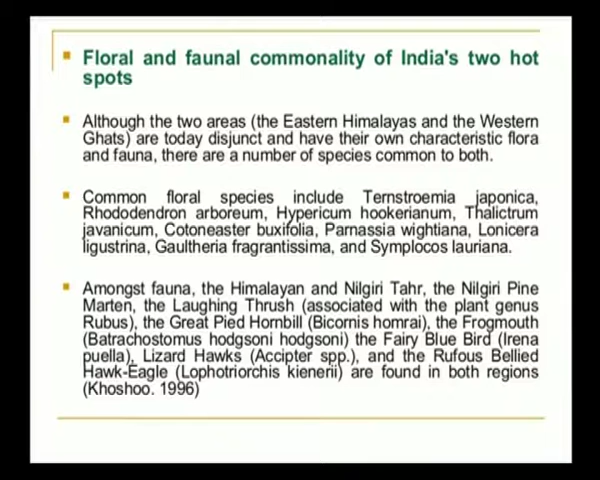 Floral and faunal commonality of India's two hot
spots
Although the two areas (the Eastern Himalayas and the Western
Ghats) are today disjunct and have their own characteristic flora
and fauna, there are a number of species common to both.
Common floral species include Ternstroemia japonica,
Rhododendron arboreum, Hypericum hookerianum, Thalictrum
javanicum, Cotoneaster buxifolia, Parnassia wightiana, Lonicera
ligustrina, Gaultheria fragrantissima, and Symplocos lauriana.
Amongst fauna, the Himalayan and Nilgiri Tahr, the Nilgiri Pine
Marten, the Laughing Thrush (associated with the plant genus
Rubus), the Great Pied Hornbill (Bicornis homrai), the Frogmouth
(Batrachostomus hodgsoni hodgsoni) the Fairy Blue Bird (Irena
puella), Lizard Hawks (Accipter spp.), and the Rufous Bellied
Hawk-Eagle (Lophotriorchis kienerii) are found in both regions
(Khoshoo. 1996)